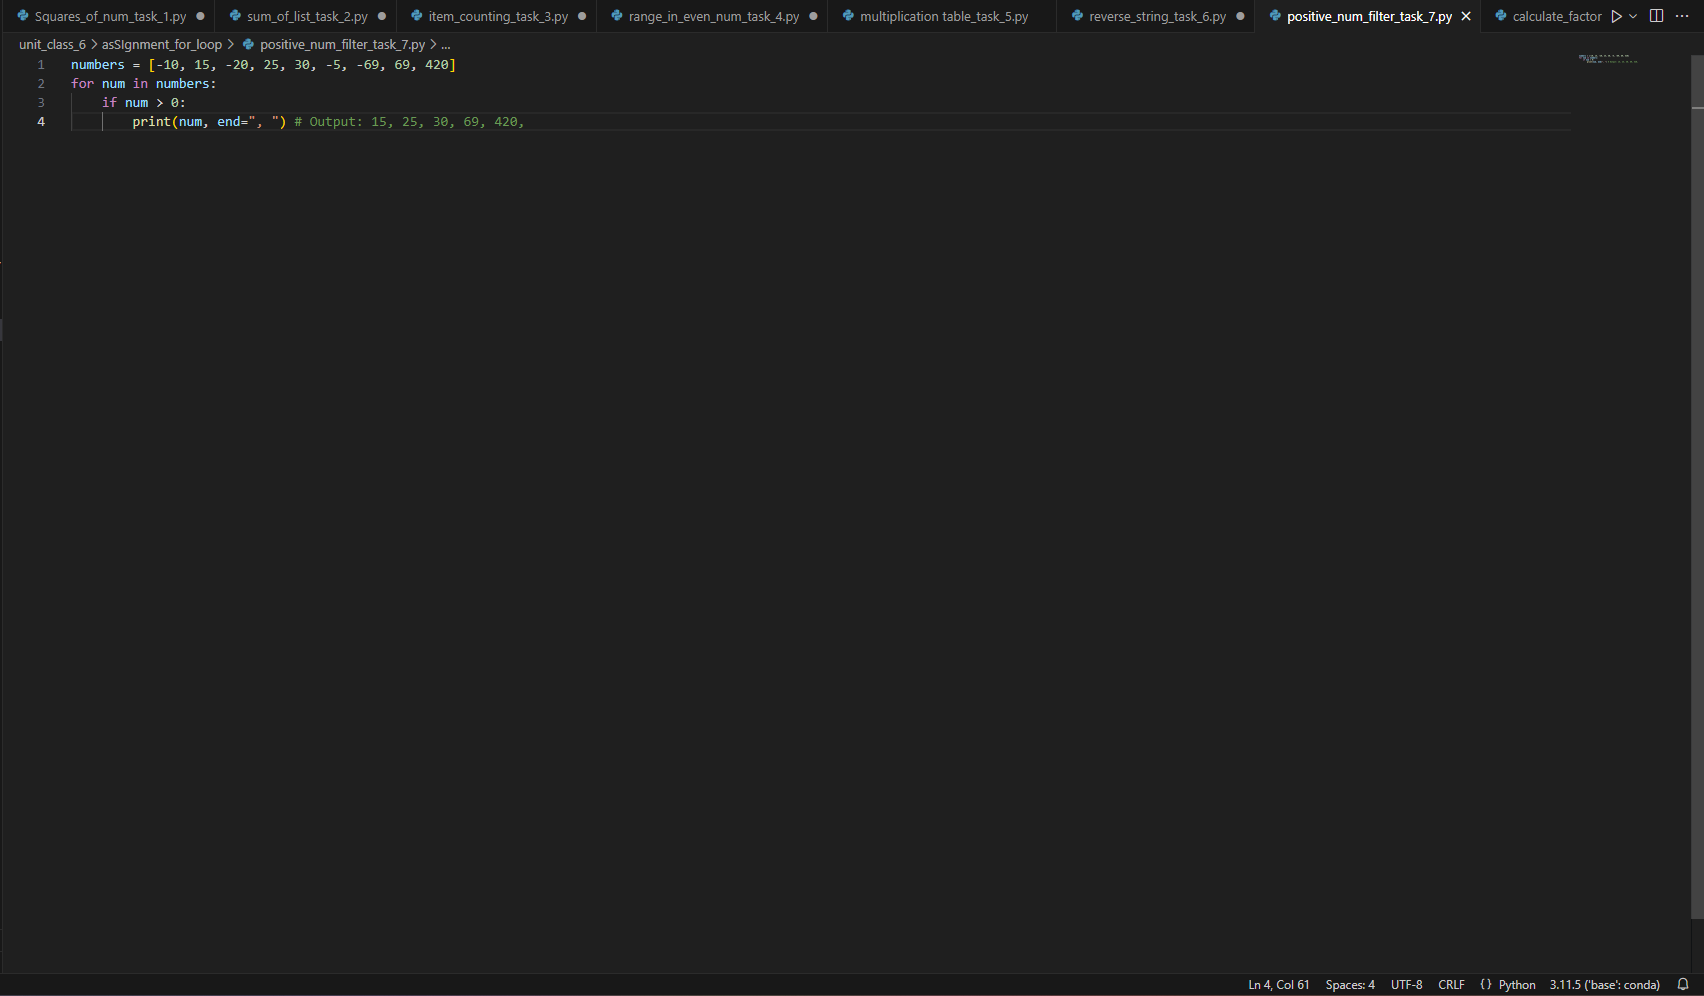 Squares_of_num_task_1.py sum_of_list_task_2.py item_counting_task_3.py range_in_even_num_task_4.py multiplication table_task_5.py reverse_string_task_6.py positive_num_filter_task_7.py calculate_factor
unit_class_6 > asSIgnment_for_loop > positive_num_filter_task_7.py > ...
1 numbers = [-10, 15, -20, 25, 30, -5, -69, 69, 420]
2 for num in numbers:
3     if num > 0:
4         print(num, end=", ") # Output: 15, 25, 30, 69, 420,
Ln 4, Col 61 Spaces: 4 UTF-8 CRLF {} Python 3.11.5 ('base': conda)